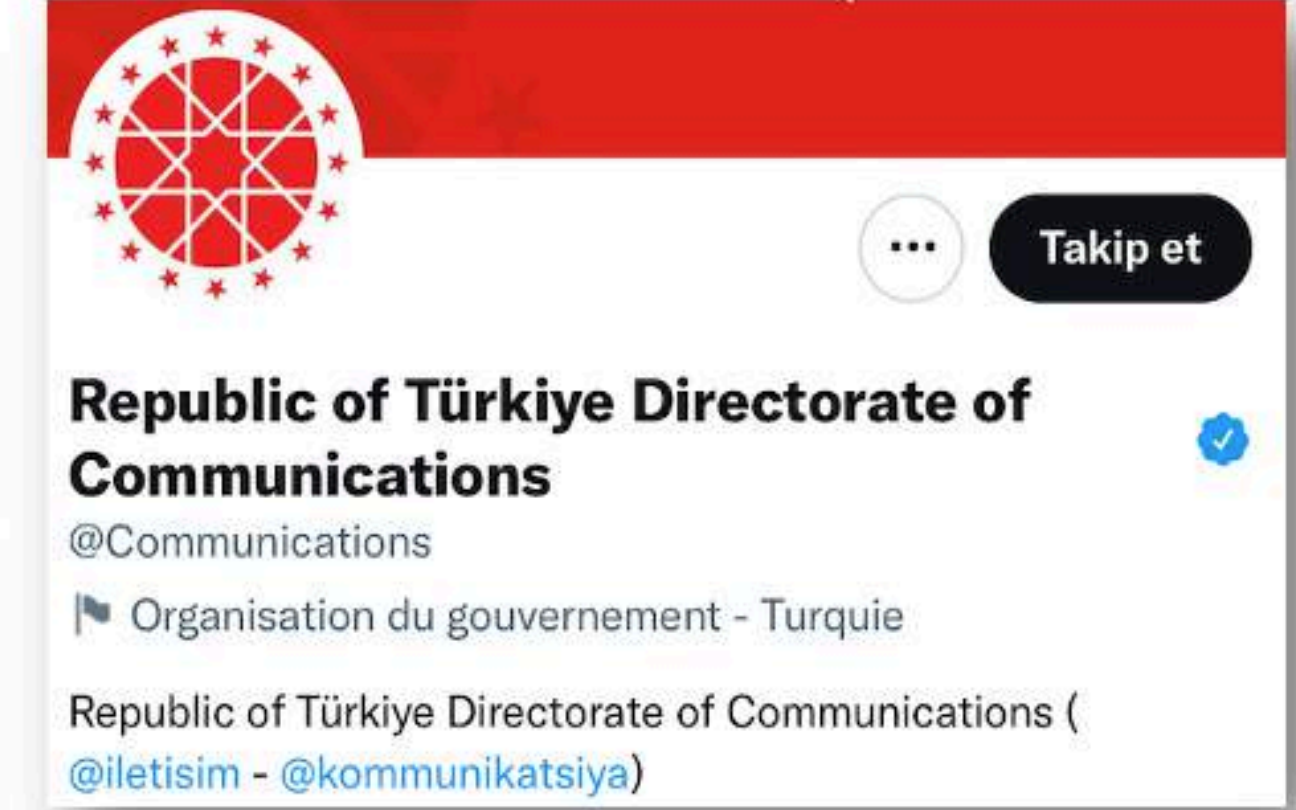 Takip et
Republic of Türkiye Directorate of
Communications
@Communications
Organisation du gouvernement - Turquie
Republic of Türkiye Directorate of Communications (
@iletisim - @kommunikatsiya)